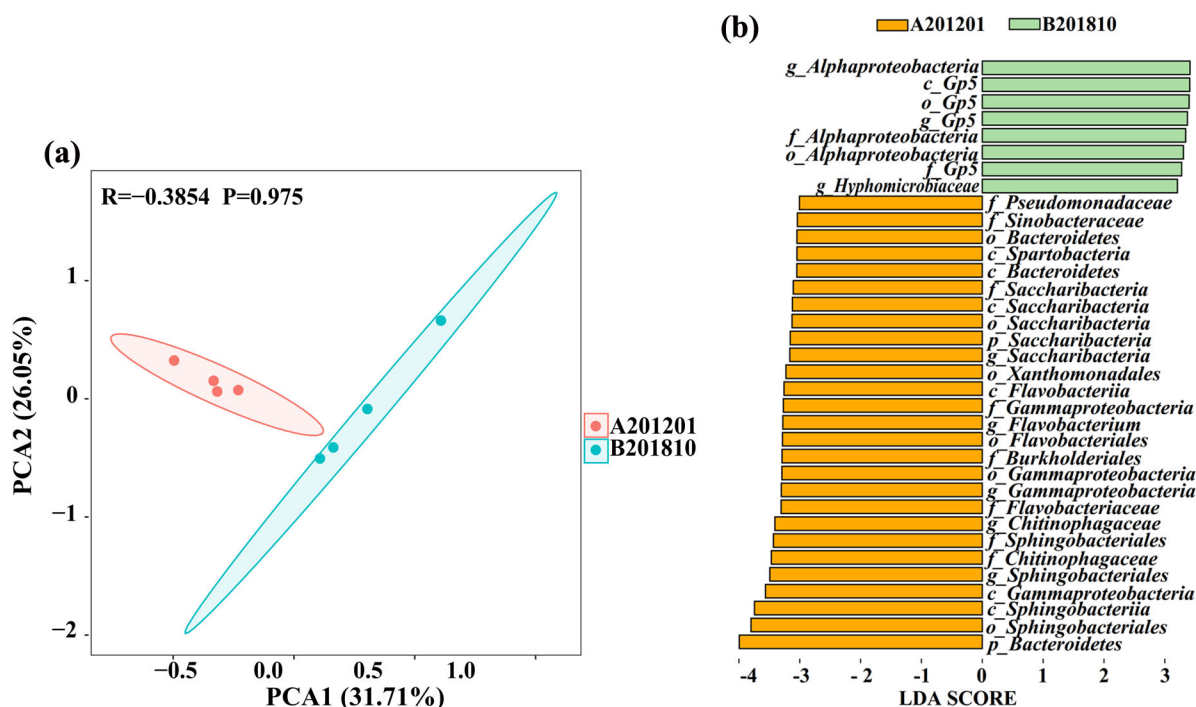 (a)
R=−0.3854 P=0.975
PCA2 (26.05%)
1
0
−1
−2
−0.5
0.0
0.5
1.0
PCA1 (31.71%)
A201201
B201810
(b)
A201201
B201810
g_Alphaproteobacteria
c_Gp5
o_Gp5
g_Gp5
f_Alphaproteobacteria
o_Alphaproteobacteria
f_Gp5
g_Hyphomicrobiaceae
f_Pseudomonadaceae
f_Sinobacteraceae
o_Bacteroidetes
c_Spartobacteria
c_Bacteroidetes
f_Saccharibacteria
c_Saccharibacteria
o_Saccharibacteria
p_Saccharibacteria
g_Saccharibacteria
o_Xanthomonadales
c_Flavobacteriia
f_Gammaproteobacteria
g_Flavobacterium
o_Flavobacteriales
f_Burkholderiales
o_Gammaproteobacteria
g_Gammaproteobacteria
f_Flavobacteriaceae
g_Chitinophagaceae
f_Sphingobacteriales
f_Chitinophagaceae
g_Sphingobacteriales
c_Gammaproteobacteria
c_Sphingobacteriia
o_Sphingobacteriales
p_Bacteroidetes
-4 -3 -2 -1 0 1 2 3
LDA SCORE